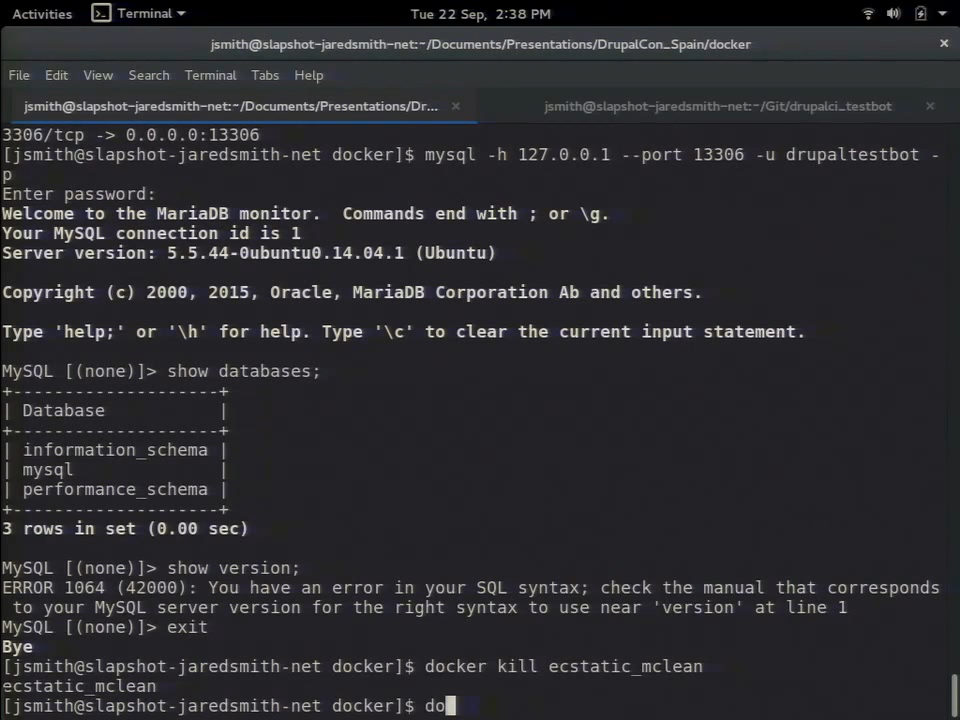 Activities Terminal Tue 22 Sep, 2:38 PM
jsmith@slapshot-jaredsmith-net:~/Documents/Presentations/DrupalCon_Spain/docker
File Edit View Search Terminal Tabs Help
jsmith@slapshot-jaredsmith-net:~/Documents/Presentations/Dr... jsmith@slapshot-jaredsmith-net:~/Git/drupalci_testbot
3306/tcp -> 0.0.0.0:13306
[jsmith@slapshot-jaredsmith-net docker]$ mysql -h 127.0.0.1 --port 13306 -u drupaltestbot -
p
Enter password:
Welcome to the MariaDB monitor.  Commands end with ; or \g.
Your MySQL connection id is 1
Server version: 5.5.44-0ubuntu0.14.04.1 (Ubuntu)
Copyright (c) 2000, 2015, Oracle, MariaDB Corporation Ab and others.
Type 'help;' or '\h' for help. Type '\c' to clear the current input statement.
MySQL [(none)]> show databases;
+--------------------+
| Database           |
+--------------------+
| information_schema |
| mysql              |
| performance_schema |
+--------------------+
3 rows in set (0.00 sec)
MySQL [(none)]> show version;
ERROR 1064 (42000): You have an error in your SQL syntax; check the manual that corresponds
 to your MySQL server version for the right syntax to use near 'version' at line 1
MySQL [(none)]> exit
Bye
[jsmith@slapshot-jaredsmith-net docker]$ docker kill ecstatic_mclean
ecstatic_mclean
[jsmith@slapshot-jaredsmith-net docker]$ do